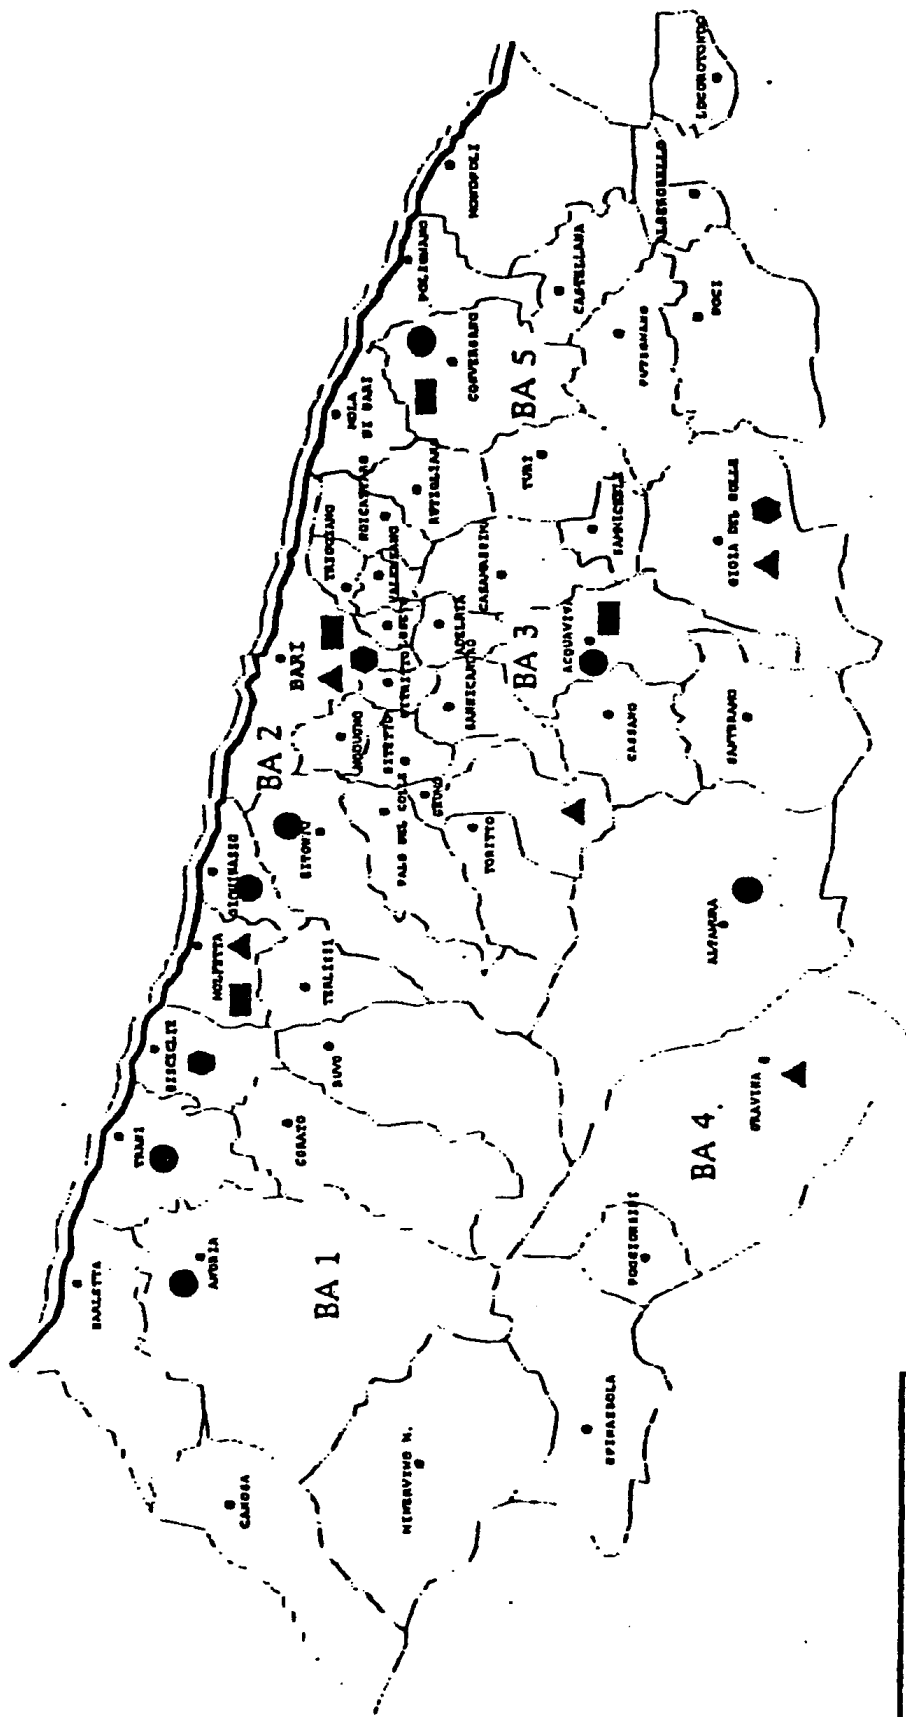 BARLETTA
TRANI
BISCEGLIE
MOLFETTA
GIOVINAZZO
BARI
MOLA
DI BARI
POLIGNANO
MONOPOLI
CANOSA
ANDRIA
CORATO
RUVO
TERLIZZI
BITONTO
BA 2
MODUGNO
BITETTO
BITRITTO
TRIGGIANO
VALENZANO
NOICATTARO
RUTIGLIANO
CONVERSANO
BA 1
MINERVINO M.
PALO DEL COLLE
GRUMO
TORITTO
SANNICANDRO
ADELFIA
CASAMASSIMA
TURI
BA 5
CASTELLANA
BA 3
ACQUAVIVA
SANNICHELE
PUTIGNANO
ALBEROBELLO
LOCOROTONDO
SPINAZZOLA
POGGIORSINI
CASSANO
SANTERAMO
GIOIA DEL COLLE
NOCI
BA 4
GRAVINA
ALTAMURA